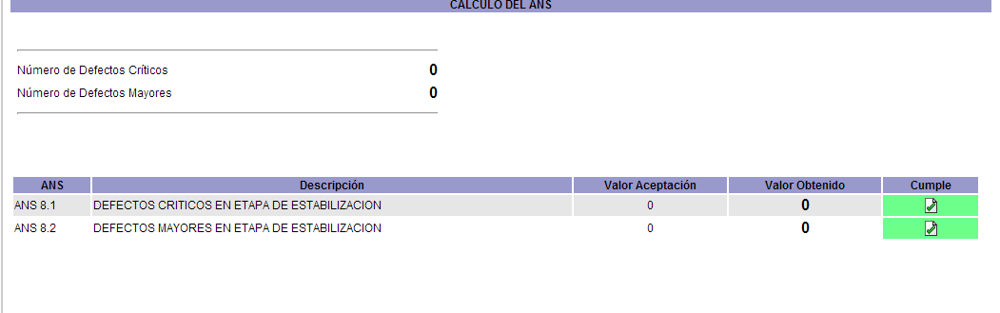 CALCULO DEL ANS
Número de Defectos Críticos 0
Número de Defectos Mayores 0
ANS Descripción Valor Aceptación Valor Obtenido Cumple
ANS 8.1 DEFECTOS CRITICOS EN ETAPA DE ESTABILIZACION 0 0
ANS 8.2 DEFECTOS MAYORES EN ETAPA DE ESTABILIZACION 0 0